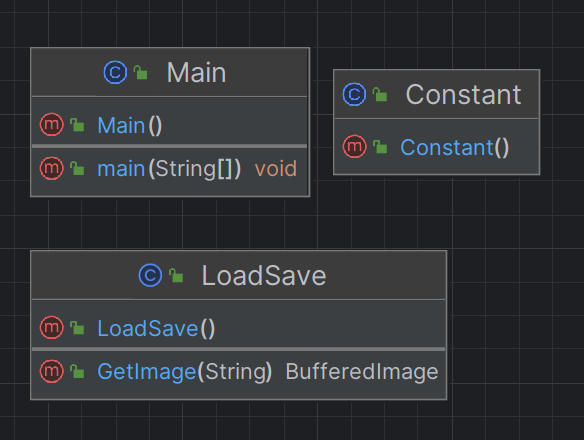 C Main
m Main()
m main(String[]) void
C Constant
m Constant()
C LoadSave
m LoadSave()
m GetImage(String) BufferedImage